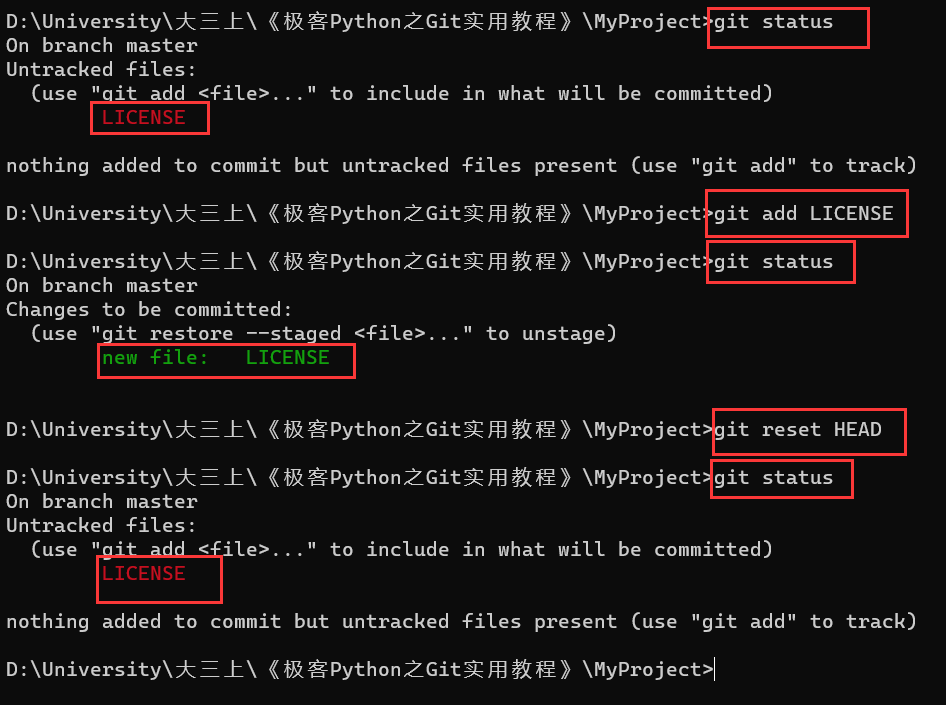 D:\University\大三上\《极客Python之Git实用教程》\MyProject>git status
On branch master
Untracked files:
  (use "git add <file>..." to include in what will be committed)
        LICENSE
nothing added to commit but untracked files present (use "git add" to track)
D:\University\大三上\《极客Python之Git实用教程》\MyProject>git add LICENSE
D:\University\大三上\《极客Python之Git实用教程》\MyProject>git status
On branch master
Changes to be committed:
  (use "git restore --staged <file>..." to unstage)
        new file:   LICENSE
D:\University\大三上\《极客Python之Git实用教程》\MyProject>git reset HEAD
D:\University\大三上\《极客Python之Git实用教程》\MyProject>git status
On branch master
Untracked files:
  (use "git add <file>..." to include in what will be committed)
        LICENSE
nothing added to commit but untracked files present (use "git add" to track)
D:\University\大三上\《极客Python之Git实用教程》\MyProject>